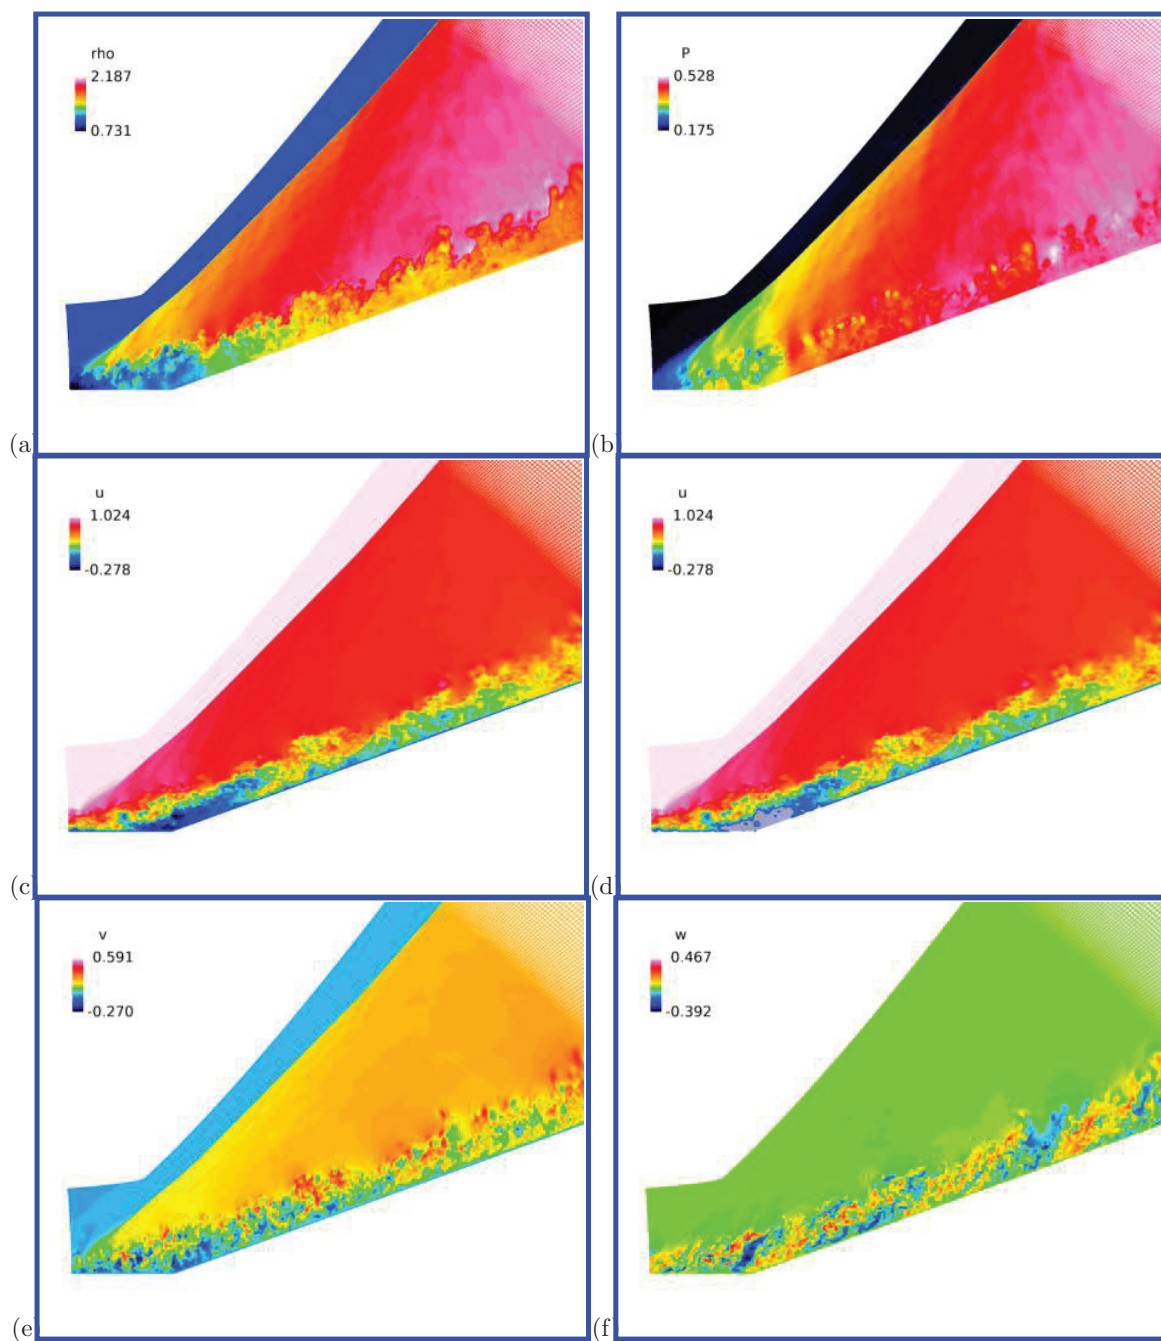 rho
2.187
0.731
(a)
P
0.528
0.175
(b)
u
1.024
-0.278
(c)
u
1.024
-0.278
(d)
v
0.591
-0.270
(e)
w
0.467
-0.392
(f)